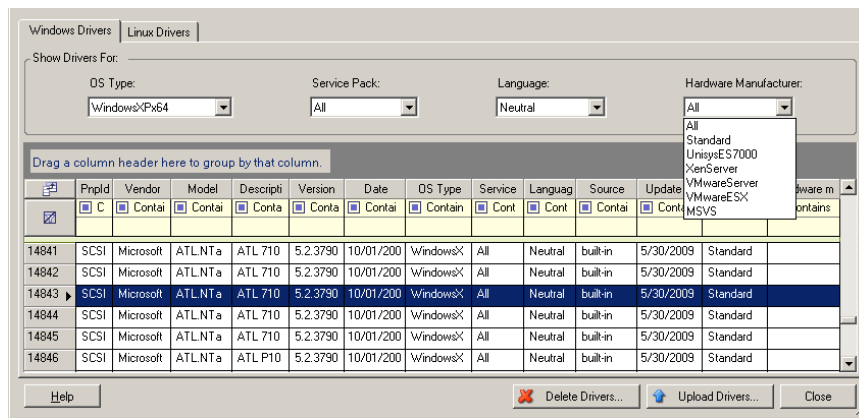 Windows Drivers Linux Drivers
Show Drivers For:
OS Type: Service Pack: Language: Hardware Manufacturer:
WindowsXPx64 All Neutral All
All
Standard
UnisysES7000
XenServer
VMwareServer
VMwareESX
MSVS
Drag a column header here to group by that column.
PnpId Vendor Model Descripti Version Date OS Type Service Languag Source Update dware m
C Contai Contai Conta Conta Contai Contain Cont Cont Contai Conta ontains
14841 SCSI Microsoft ATL.NTa ATL 710 5.2.3790 10/01/200 WindowsX All Neutral built-in 5/30/2009 Standard
14842 SCSI Microsoft ATL.NTa ATL 710 5.2.3790 10/01/200 WindowsX All Neutral built-in 5/30/2009 Standard
14843 SCSI Microsoft ATL.NTa ATL 710 5.2.3790 10/01/200 WindowsX All Neutral built-in 5/30/2009 Standard
14844 SCSI Microsoft ATL.NTa ATL 710 5.2.3790 10/01/200 WindowsX All Neutral built-in 5/30/2009 Standard
14845 SCSI Microsoft ATL.NTa ATL 710 5.2.3790 10/01/200 WindowsX All Neutral built-in 5/30/2009 Standard
14846 SCSI Microsoft ATL.NTa ATL P10 5.2.3790 10/01/200 WindowsX All Neutral built-in 5/30/2009 Standard
Help Delete Drivers... Upload Drivers... Close